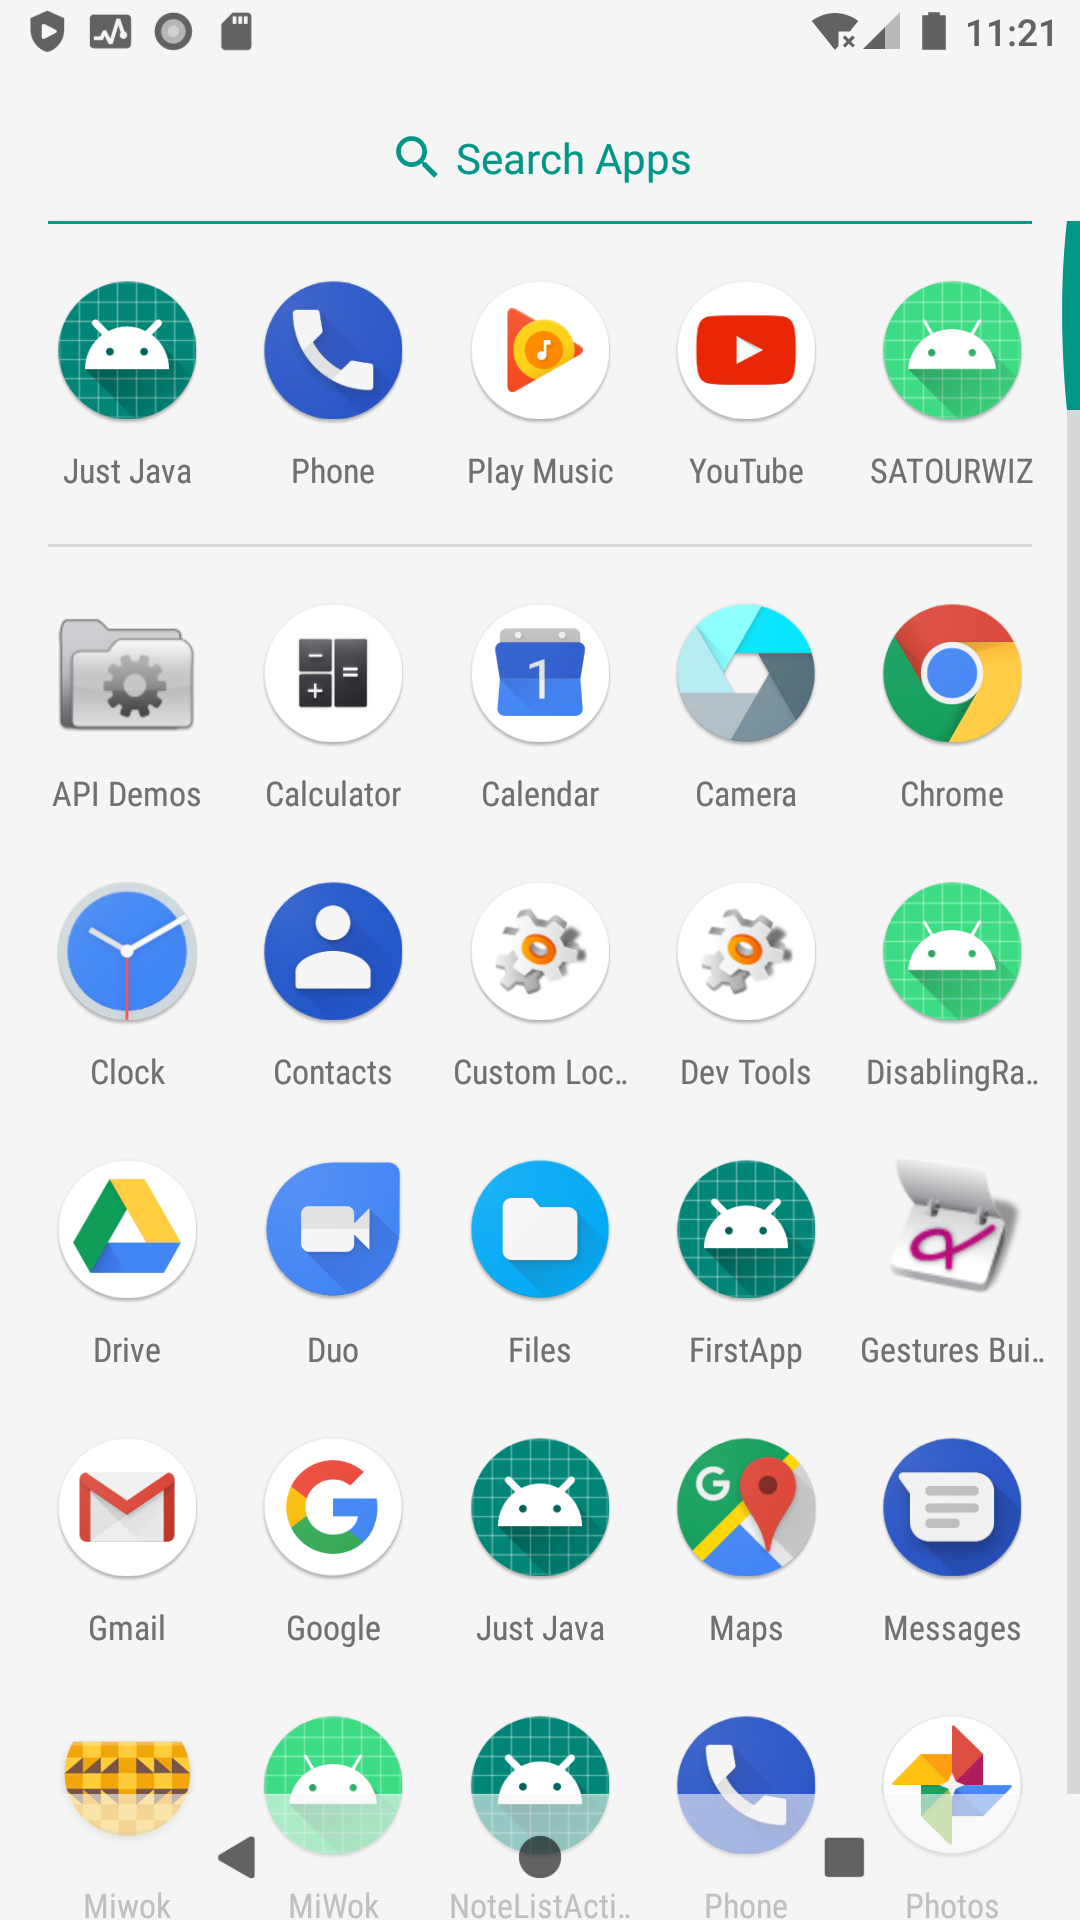 11:21
Search Apps
Just Java Phone Play Music YouTube SATOURWIZ
API Demos Calculator Calendar Camera Chrome
Clock Contacts Custom Loc.. Dev Tools DisablingRa..
Drive Duo Files FirstApp Gestures Bui..
Gmail Google Just Java Maps Messages
Miwok MiWok NoteListActi.. Phone Photos